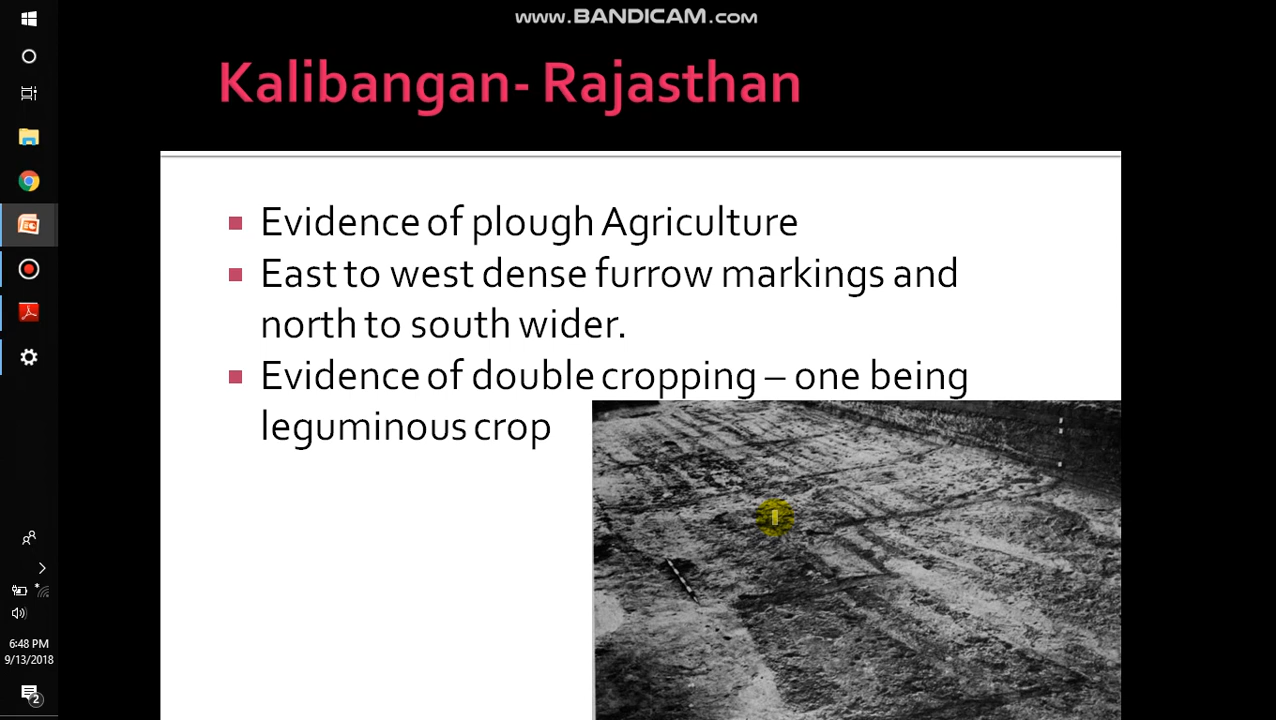 www.BANDICAM.com
Kalibangan- Rajasthan
Evidence of plough Agriculture
East to west dense furrow markings and
north to south wider.
Evidence of double cropping – one being
leguminous crop
6:48 PM
9/13/2018
2